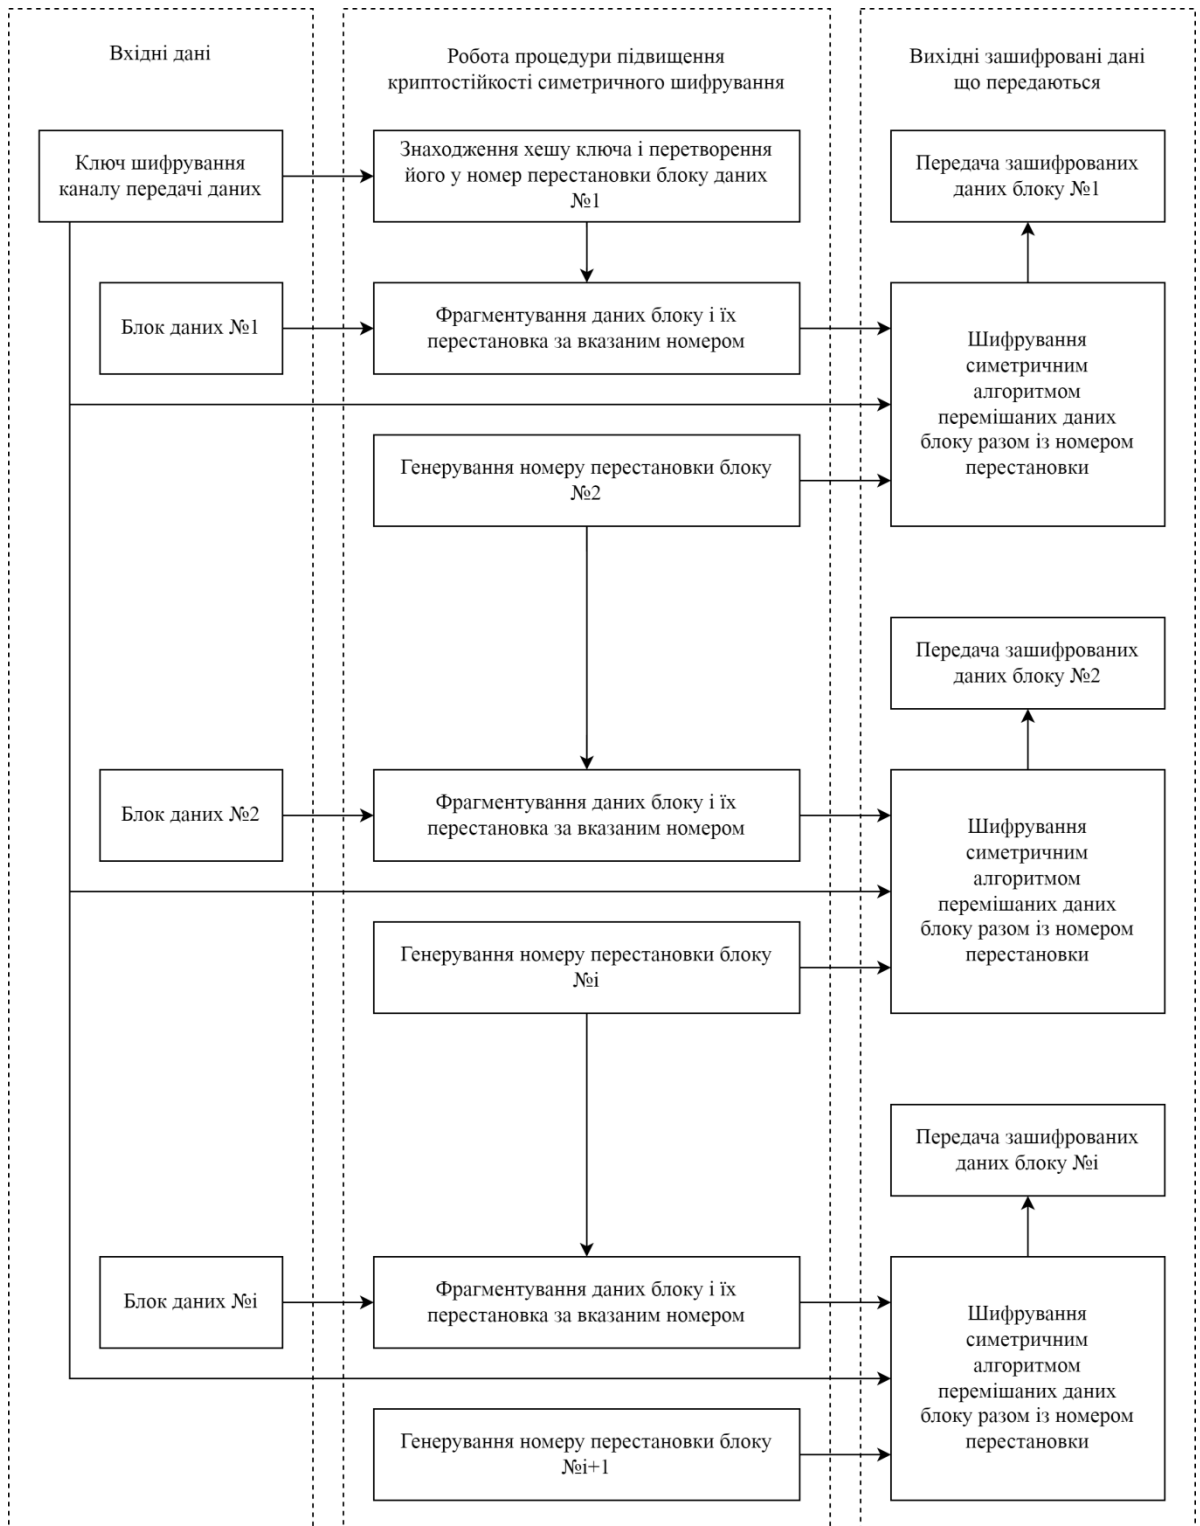 Вхідні дані
Робота процедури підвищення
криптостійкості симетричного шифрування
Вихідні зашифровані дані
що передаються
Ключ шифрування
каналу передачі даних
Знаходження хешу ключа і перетворення
його у номер перестановки блоку даних
№1
Передача зашифрованих
даних блоку №1
Блок даних №1
Фрагментування даних блоку і їх
перестановка за вказаним номером
Шифрування
симетричним
алгоритмом
перемішаних даних
блоку разом із номером
перестановки
Генерування номеру перестановки блоку
№2
Передача зашифрованих
даних блоку №2
Блок даних №2
Фрагментування даних блоку і їх
перестановка за вказаним номером
Шифрування
симетричним
алгоритмом
перемішаних даних
блоку разом із номером
перестановки
Генерування номеру перестановки блоку
№i
Передача зашифрованих
даних блоку №i
Блок даних №i
Фрагментування даних блоку і їх
перестановка за вказаним номером
Шифрування
симетричним
алгоритмом
перемішаних даних
блоку разом із номером
перестановки
Генерування номеру перестановки блоку
№i+1